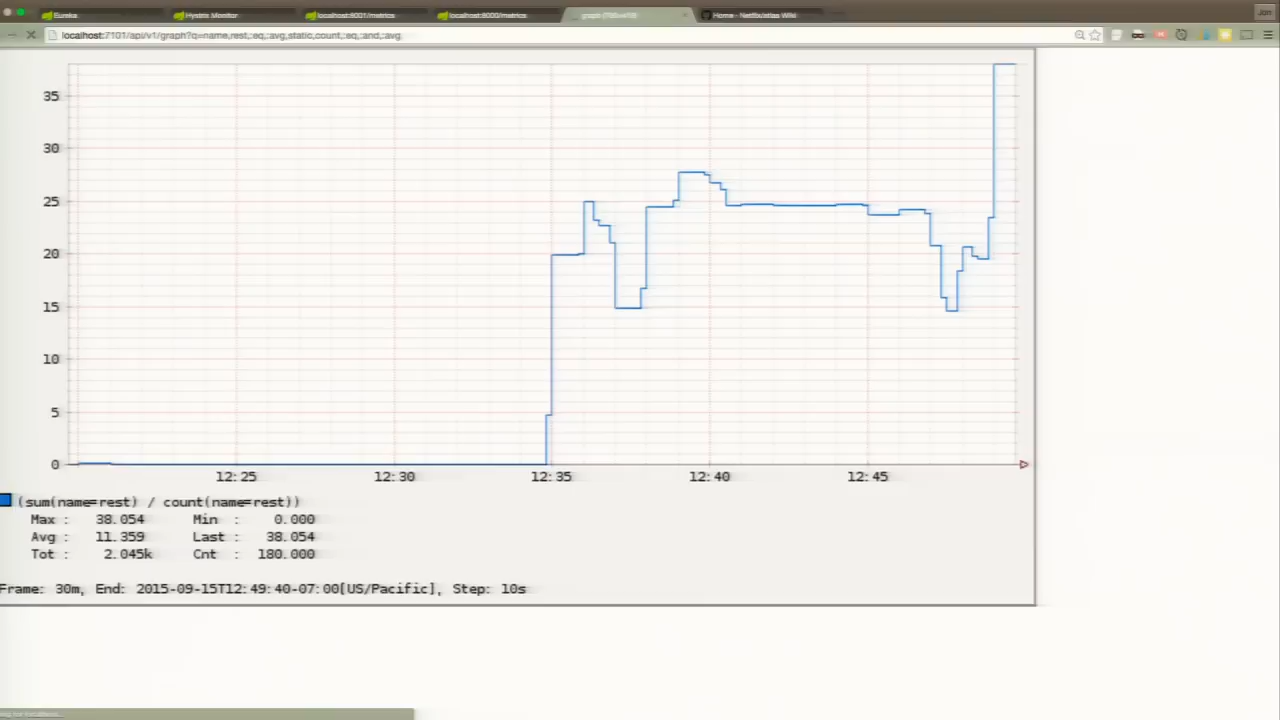 Eureka
Hystrix Monitor
localhost:8001/metrics
localhost:8000/metrics
graph (700×410)
Home · Netflix/atlas Wiki
Jon
localhost:7101/api/v1/graph?q=name,rest,:eq,:avg,static,count,:eq,:and,:avg
35
30
25
20
15
10
5
0
12:25 12:30 12:35 12:40 12:45
(sum(name=rest) / count(name=rest))
Max : 38.054 Min : 0.000
Avg : 11.359 Last : 38.054
Tot : 2.045k Cnt : 180.000
Frame: 30m, End: 2015-09-15T12:49:40-07:00[US/Pacific], Step: 10s